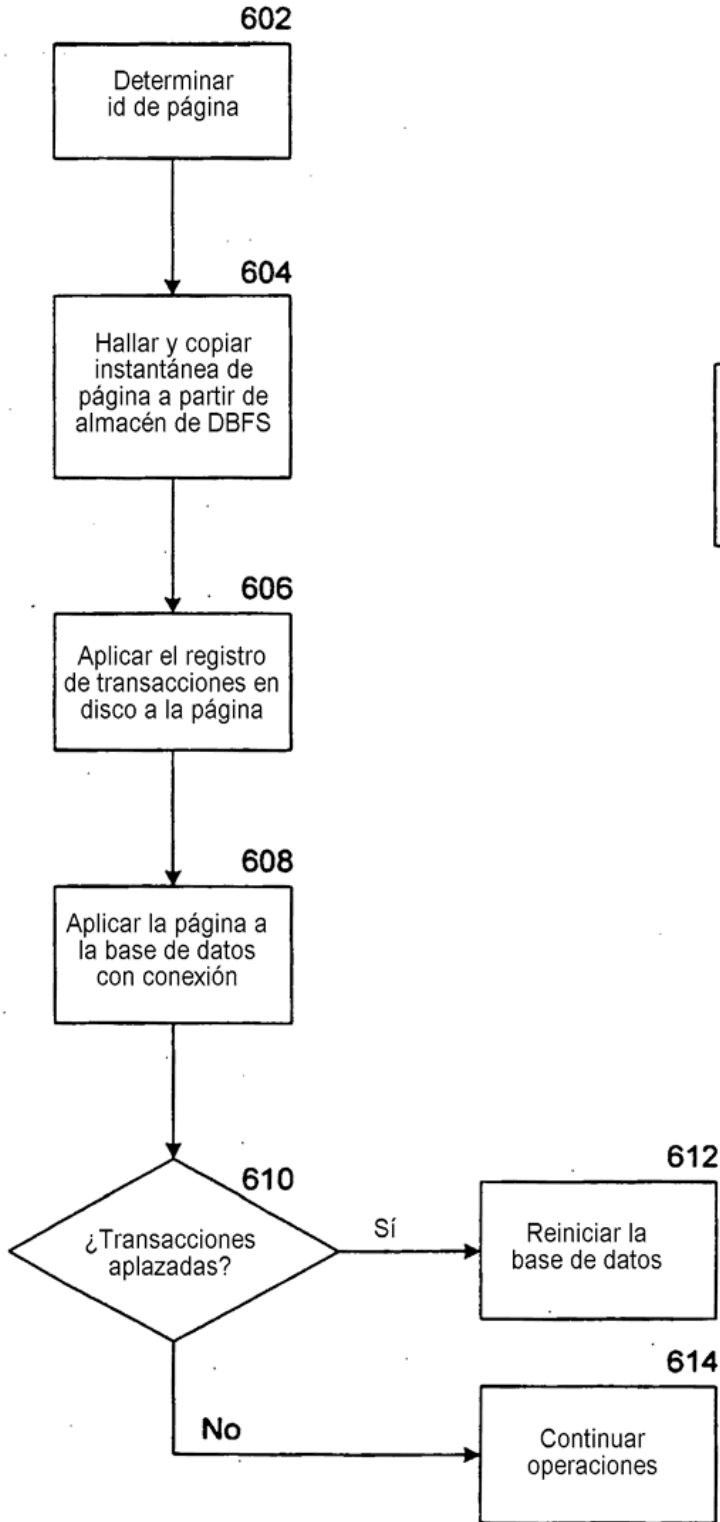 602
Determinar
id de página
604
Hallar y copiar
instantánea de
página a partir de
almacén de DBFS
606
Aplicar el registro
de transacciones en
disco a la página
608
Aplicar la página a
la base de datos
con conexión
610
¿Transacciones
aplazadas?
Sí
612
Reiniciar la
base de datos
No
614
Continuar
operaciones